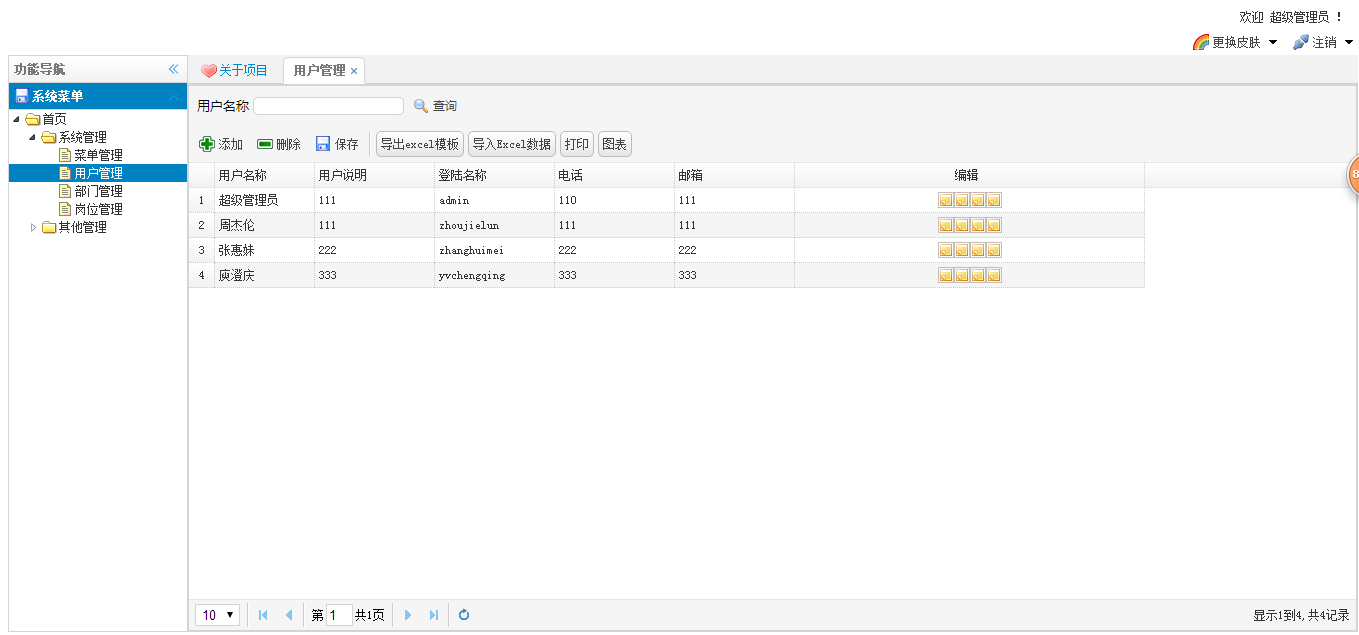 欢迎 超级管理员 !
更换皮肤 注销
功能导航
关于项目 用户管理
系统菜单
用户名称 查询
首页
系统管理
菜单管理
用户管理
部门管理
岗位管理
其他管理
添加 删除 保存 导出excel模板 导入Excel数据 打印 图表
用户名称 用户说明 登陆名称 电话 邮箱 编辑
1 超级管理员 111 admin 110 111
2 周杰伦 111 zhoujielun 111 111
3 张惠妹 222 zhanghuimei 222 222
4 庾澄庆 333 yvchengqing 333 333
10 第 1 共1页 显示1到4,共4记录